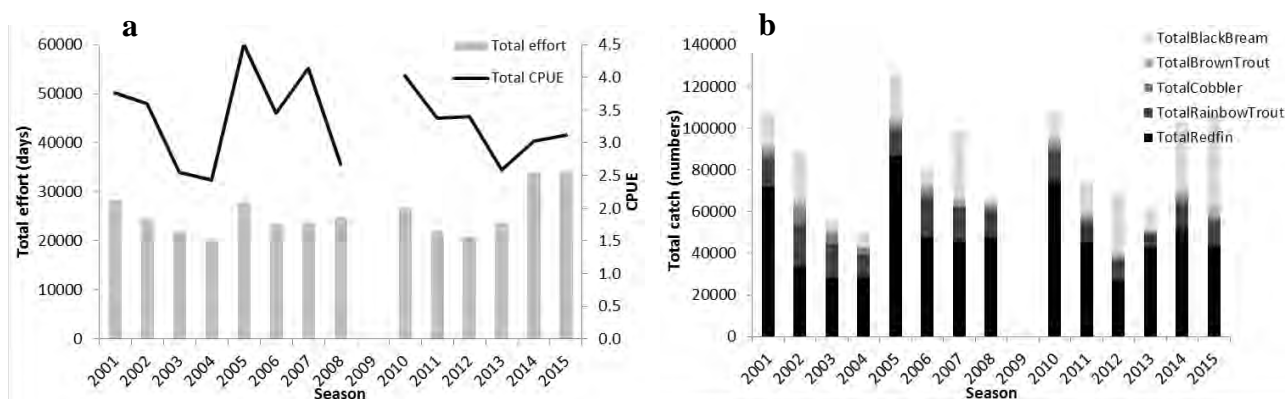 a
60000
50000
40000
30000
20000
10000
0
Total effort (days)
4.5
4.0
3.5
3.0
2.5
2.0
1.5
1.0
0.5
0.0
CPUE
Total effort
Total CPUE
2001 2002 2003 2004 2005 2006 2007 2008 2009 2010 2011 2012 2013 2014 2015
Season
b
140000
120000
100000
80000
60000
40000
20000
0
Total catch (numbers)
TotalBlackBream
TotalBrownTrout
TotalCobbler
TotalRainbowTrout
TotalRedfin
2001 2002 2003 2004 2005 2006 2007 2008 2009 2010 2011 2012 2013 2014 2015
Season